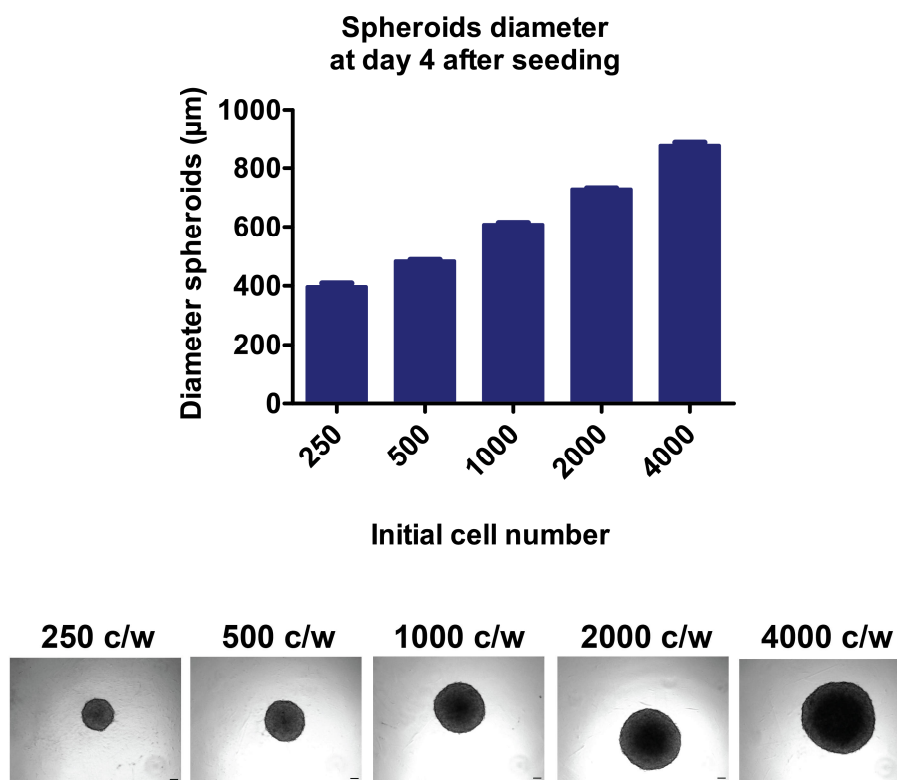 Spheroids diameter
at day 4 after seeding
Diameter spheroids (µm)
1000
800
600
400
200
0
250
500
1000
2000
4000
Initial cell number
250 c/w
500 c/w
1000 c/w
2000 c/w
4000 c/w